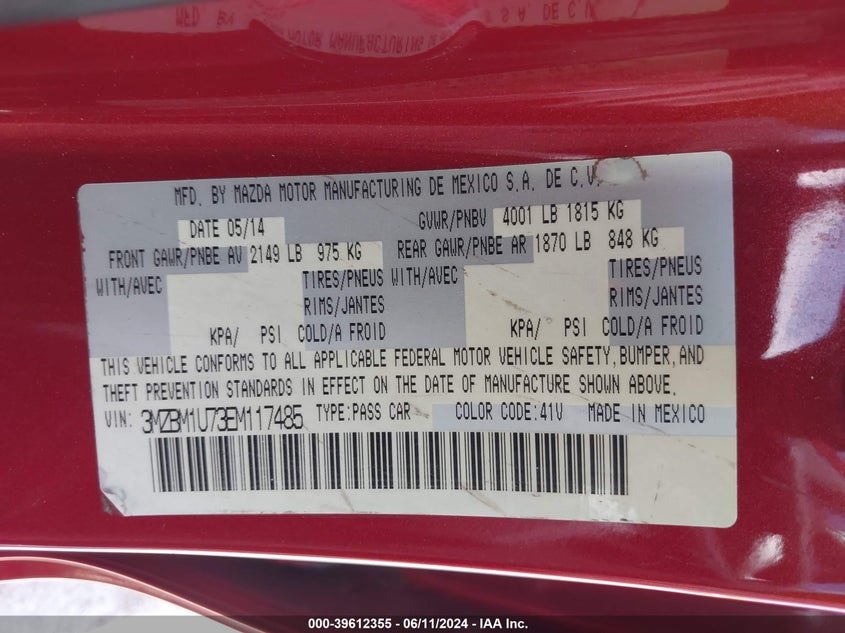 MFD. BY MAZDA MOTOR MANUFACTURING DE MEXICO S.A. DE C.V.
DATE 05/14 GVWR/PNBV 4001 LB 1815 KG
FRONT GAWR/PNBE AV 2149 LB 975 KG REAR GAWR/PNBE AR 1870 LB 848 KG
WITH/AVEC TIRES/PNEUS WITH/AVEC TIRES/PNEUS
RIMS/JANTES RIMS/JANTES
KPA/ PSI COLD/A FROID KPA/ PSI COLD/A FROID
THIS VEHICLE CONFORMS TO ALL APPLICABLE FEDERAL MOTOR VEHICLE SAFETY, BUMPER, AND
THEFT PREVENTION STANDARDS IN EFFECT ON THE DATE OF MANUFACTURE SHOWN ABOVE.
VIN: 3MZBM1U73EM117485 TYPE:PASS CAR COLOR CODE:41V MADE IN MEXICO
000-39612355 - 06/11/2024 - IAA Inc.